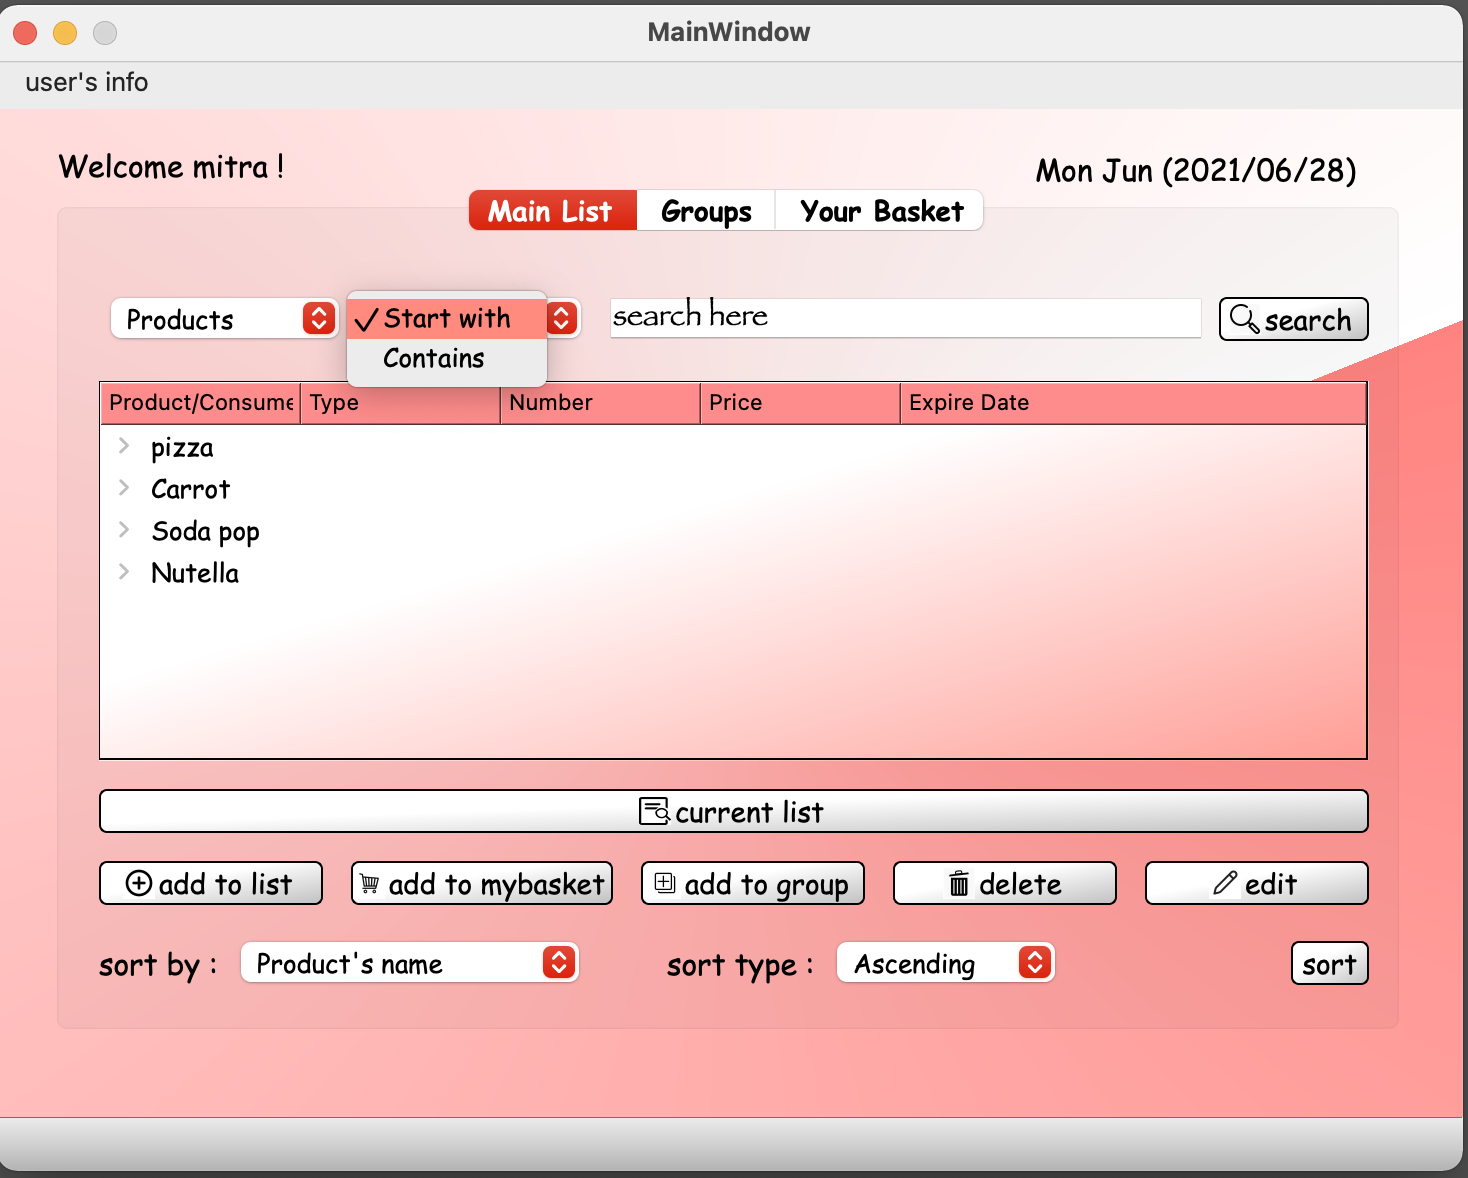 MainWindow
user's info
Welcome mitra !
Mon Jun (2021/06/28)
Main List Groups Your Basket
Products Start with search here search
Contains
Product/Consume Type Number Price Expire Date
pizza
Carrot
Soda pop
Nutella
current list
add to list add to mybasket add to group delete edit
sort by : Product's name sort type : Ascending sort